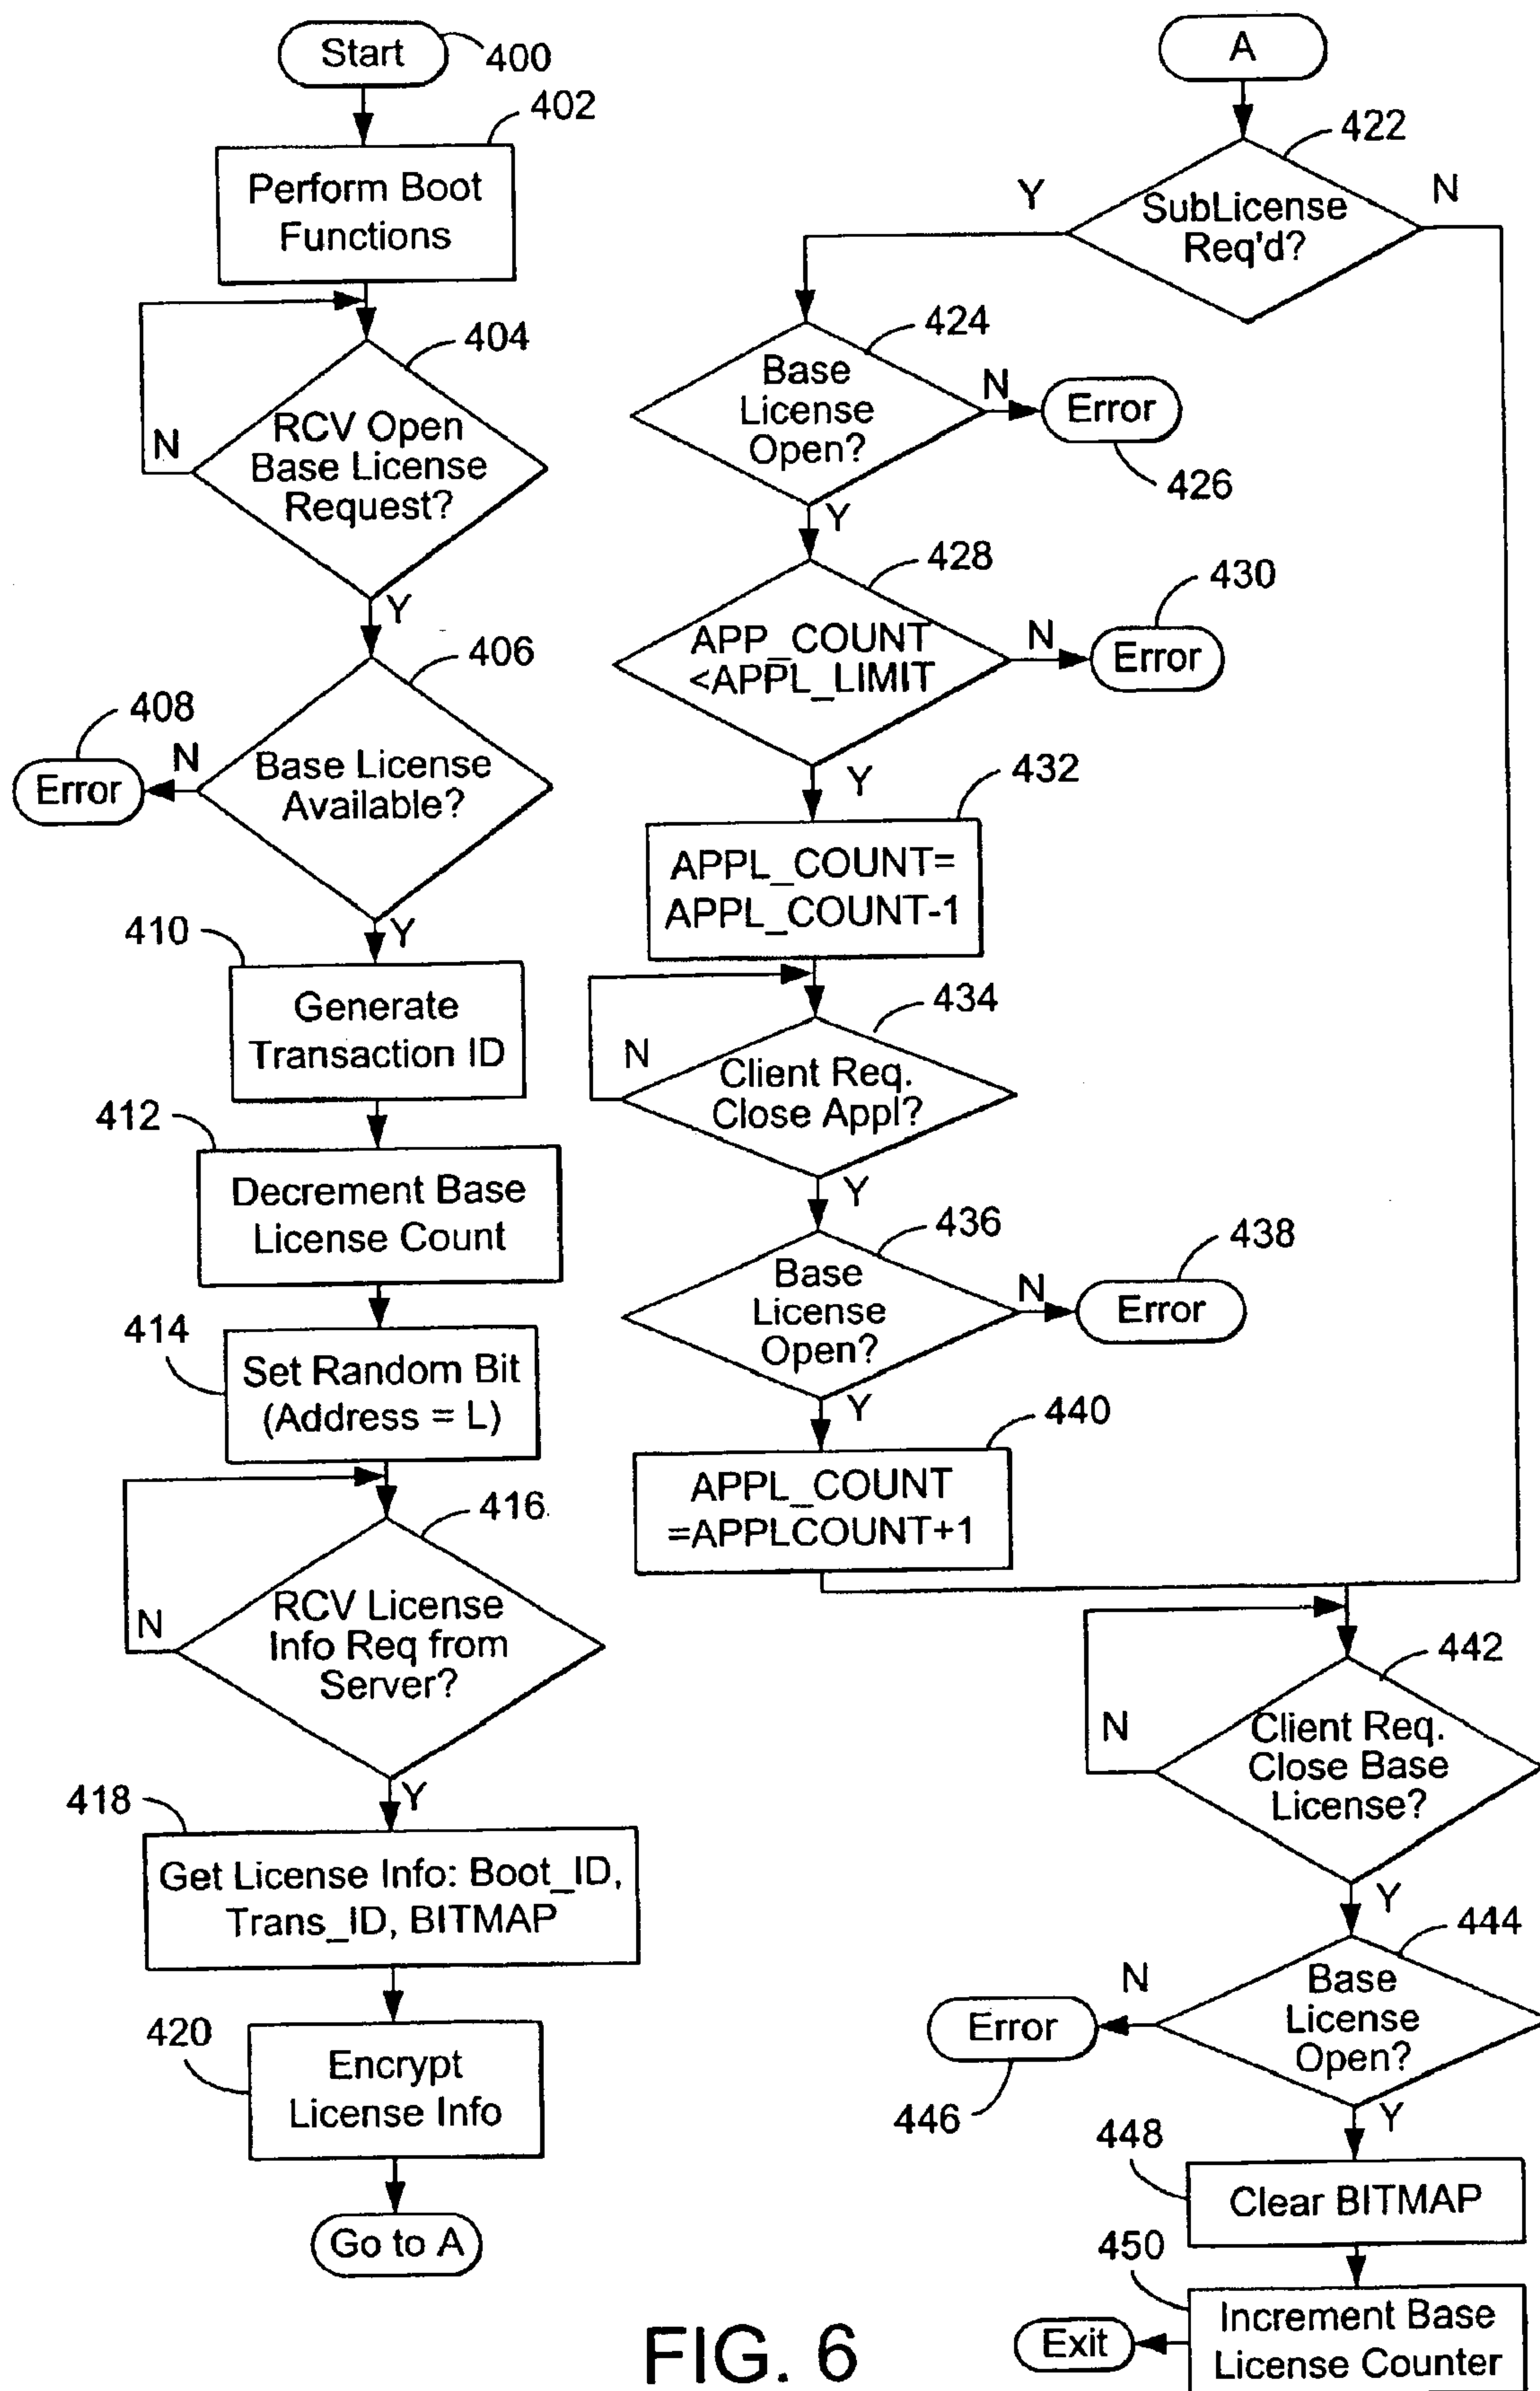 Start
400
402
Perform Boot
Functions
404
RCV Open
Base License
Request?
N
Y
406
408
Error
N
Base License
Available?
Y
410
Generate
Transaction ID
412
Decrement Base
License Count
414
Set Random Bit
(Address = L)
416
RCV License
Info Req from
Server?
N
Y
418
Get License Info: Boot_ID,
Trans_ID, BITMAP
420
Encrypt
License Info
Go to A
A
422
Y
SubLicense
Req'd?
N
424
Base
License
Open?
N
Error
426
Y
428
APP_COUNT
<APPL_LIMIT
N
430
Error
Y
432
APPL_COUNT=
APPL_COUNT-1
434
N
Client Req.
Close Appl?
Y
436
Base
License
Open?
N
438
Error
Y
440
APPL_COUNT
=APPLCOUNT+1
442
N
Client Req.
Close Base
License?
Y
444
N
Base
License
Open?
Error
446
Y
448
Clear BITMAP
450
Increment Base
License Counter
Exit
FIG. 6